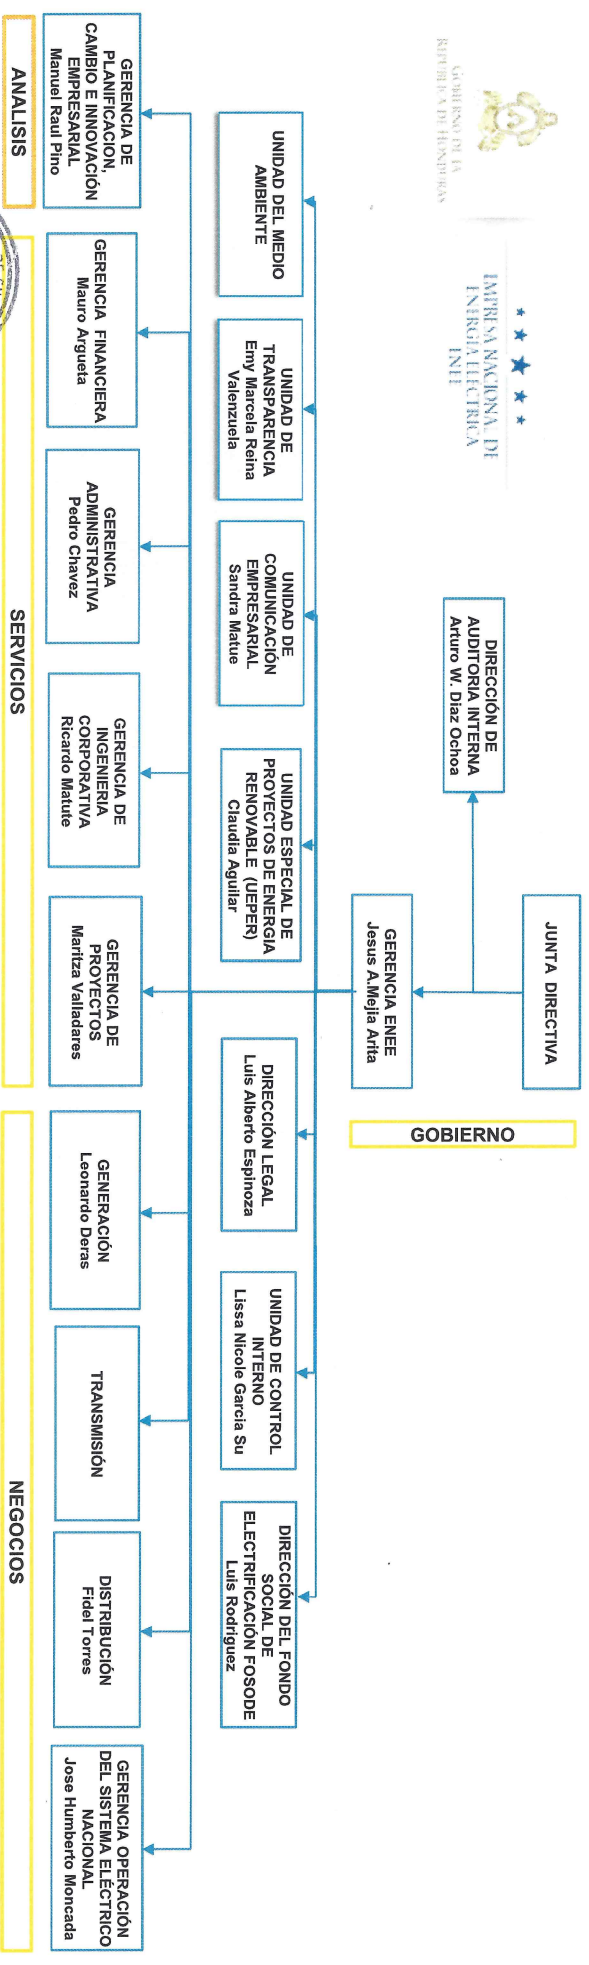 GOBIERNO DE LA
REPUBLICA DE HONDURAS
EMPRESA NACIONAL DE
ENERGIA ELECTRICA
ENEE
JUNTA DIRECTIVA
GOBIERNO
DIRECCIÓN DE
AUDITORIA INTERNA
Arturo W. Diaz Ochoa
GERENCIA ENEE
Jesus A.Mejia Arita
UNIDAD DEL MEDIO
AMBIENTE
UNIDAD DE
TRANSPARENCIA
Emy Marcela Reina
Valenzuela
UNIDAD DE
COMUNICACIÓN
EMPRESARIAL
Sandra Matue
UNIDAD ESPECIAL DE
PROYECTOS DE ENERGIA
RENOVABLE (UEPER)
Claudia Aguilar
DIRECCIÓN LEGAL
Luis Alberto Espinoza
UNIDAD DE CONTROL
INTERNO
Lissa Nicole Garcia Su
DIRECCIÓN DEL FONDO
SOCIAL DE
ELECTRIFICACIÓN FOSODE
Luis Rodriguez
GERENCIA DE
PLANIFICACION,
CAMBIO E INNOVACIÓN
EMPRESARIAL
Manuel Raul Pino
GERENCIA FINANCIERA
Mauro Argueta
GERENCIA
ADMINISTRATIVA
Pedro Chavez
GERENCIA DE
INGENIERIA
CORPORATIVA
Ricardo Matute
GERENCIA DE
PROYECTOS
Maritza Valladares
GENERACIÓN
Leonardo Deras
TRANSMISIÓN
DISTRIBUCIÓN
Fidel Torres
GERENCIA OPERACIÓN
DEL SISTEMA ELÉCTRICO
NACIONAL
Jose Humberto Moncada
ANALISIS
SERVICIOS
NEGOCIOS